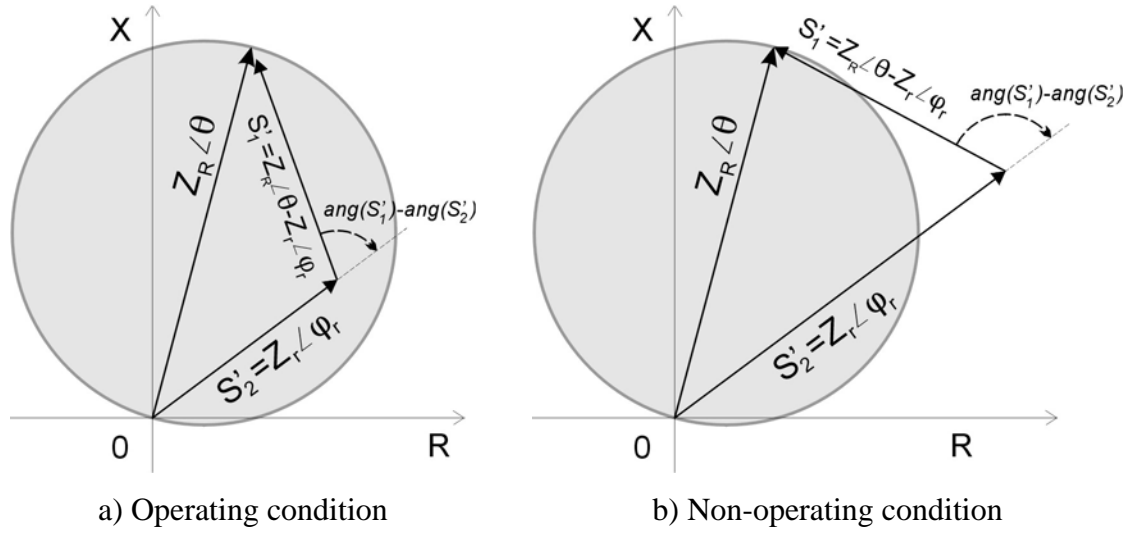 X
Z_R∠θ
S'_1=Z_R∠θ-Z_r∠φ_r
ang(S'_1)-ang(S'_2)
S'_2=Z_r∠φ_r
0
R
a) Operating condition
X
Z_R∠θ
S'_1=Z_R∠θ-Z_r∠φ_r
ang(S'_1)-ang(S'_2)
S'_2=Z_r∠φ_r
0
R
b) Non-operating condition